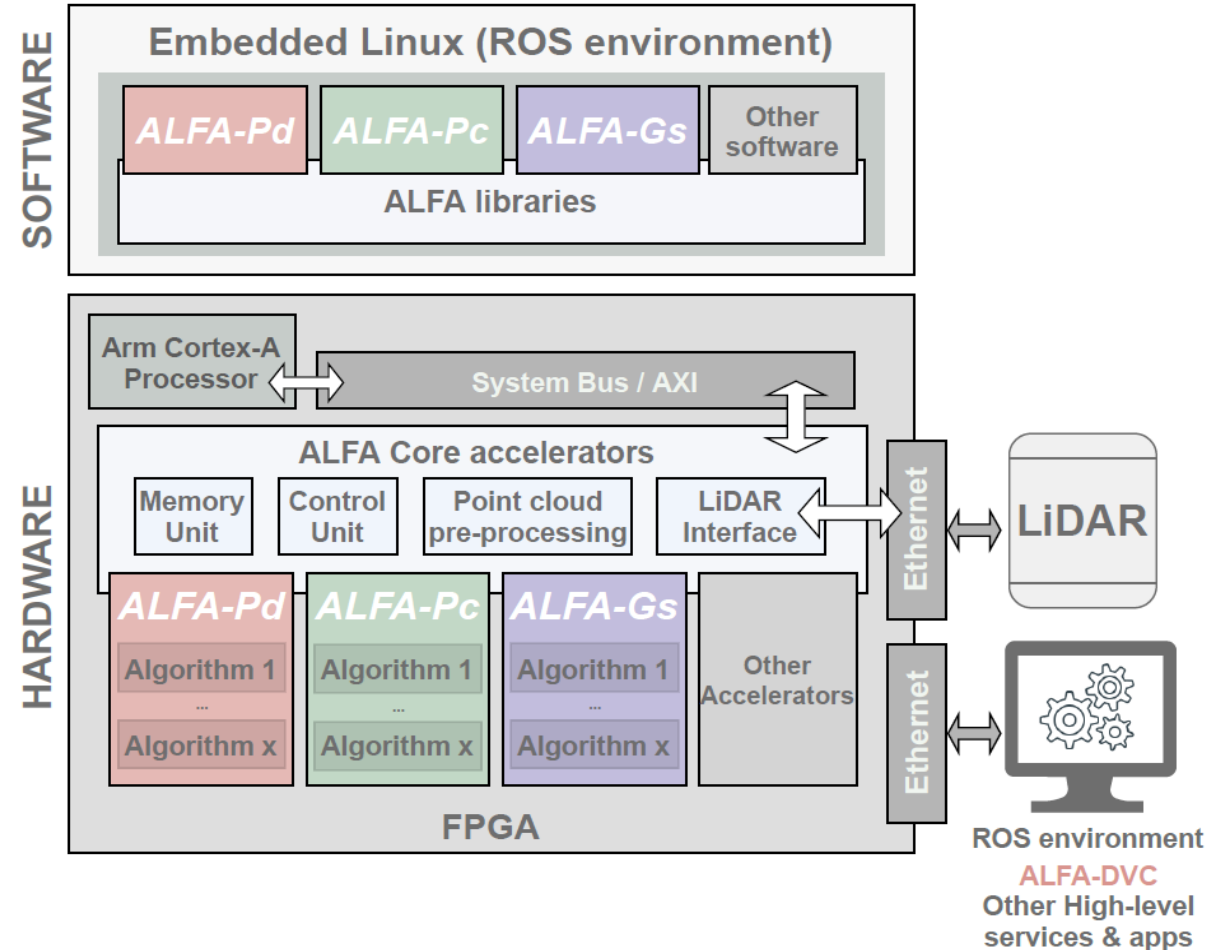 SOFTWARE
Embedded Linux (ROS environment)
ALFA-Pd
ALFA-Pc
ALFA-Gs
Other
software
ALFA libraries
HARDWARE
Arm Cortex-A
Processor
System Bus / AXI
ALFA Core accelerators
Memory
Unit
Control
Unit
Point cloud
pre-processing
LiDAR
Interface
Ethernet
LiDAR
ALFA-Pd
Algorithm 1
...
Algorithm x
ALFA-Pc
Algorithm 1
...
Algorithm x
ALFA-Gs
Algorithm 1
...
Algorithm x
Other
Accelerators
Ethernet
FPGA
ROS environment
ALFA-DVC
Other High-level
services & apps